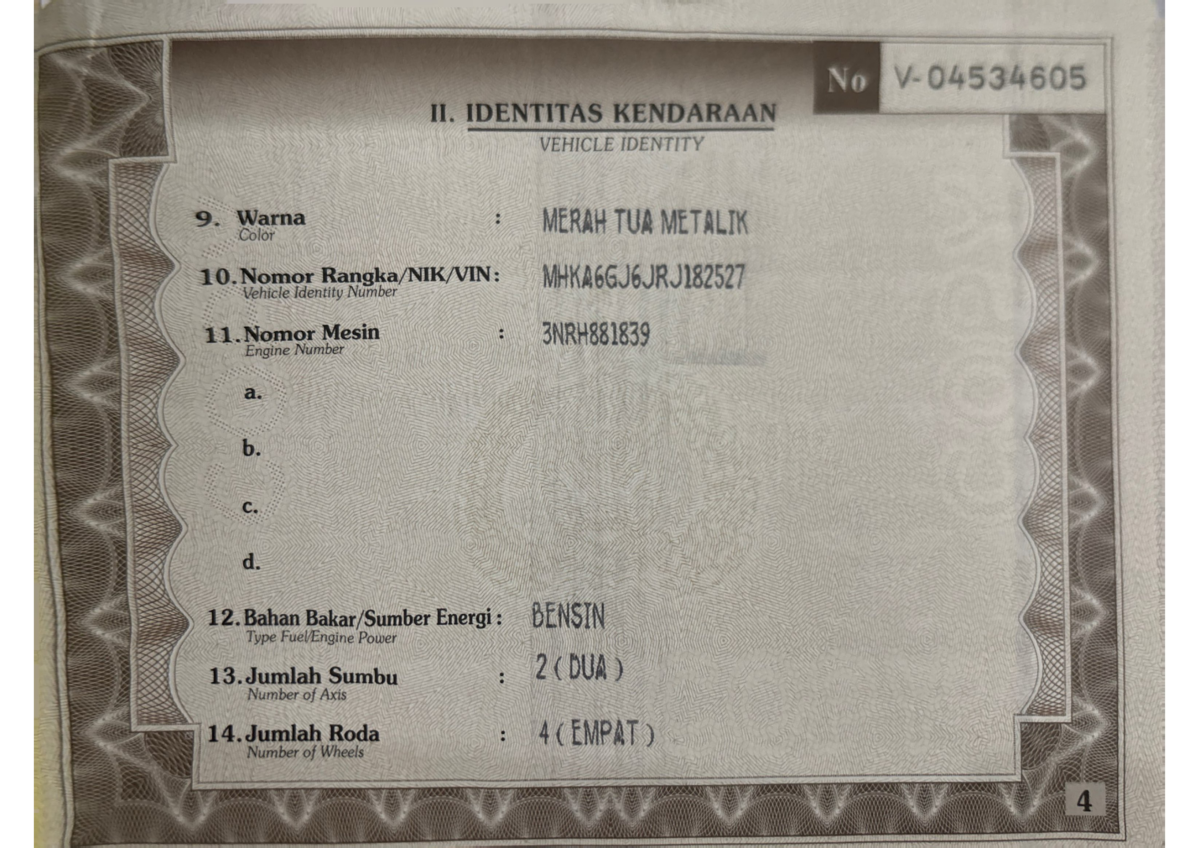 No V-04534605
II. IDENTITAS KENDARAAN
VEHICLE IDENTITY
9. Warna : MERAH TUA METALIK
Color
10. Nomor Rangka/NIK/VIN : MHKA6GJ6JRJ182527
Vehicle Identity Number
11. Nomor Mesin : 3NRH881839
Engine Number
a.
b.
c.
d.
12. Bahan Bakar/Sumber Energi : BENSIN
Type Fuel/Engine Power
13. Jumlah Sumbu : 2 ( DUA )
Number of Axis
14. Jumlah Roda : 4 ( EMPAT )
Number of Wheels
4